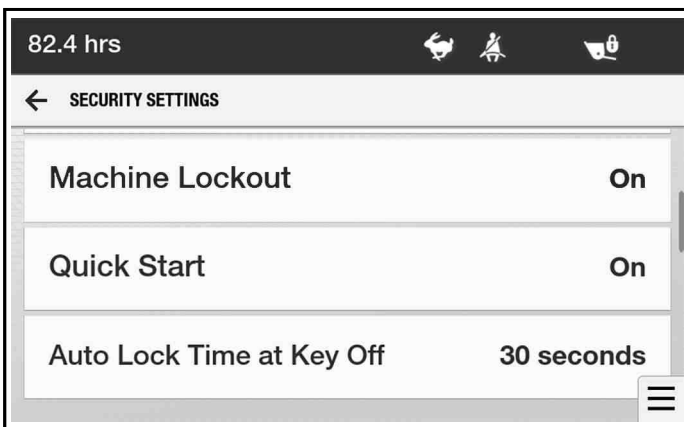 82.4 hrs
SECURITY SETTINGS
Machine Lockout On
Quick Start On
Auto Lock Time at Key Off 30 seconds